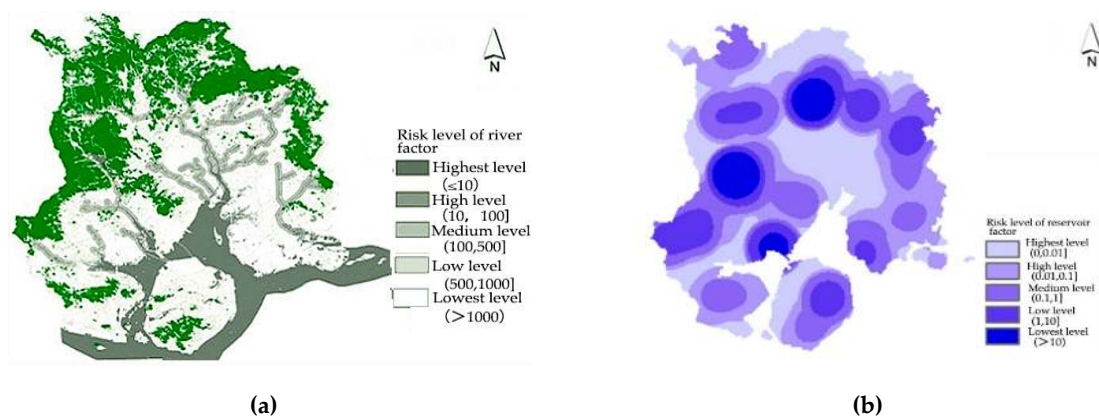 N
Risk level of river
factor
Highest level
(≤10)
High level
(10, 100]
Medium level
(100,500]
Low level
(500,1000]
Lowest level
(>1000)
(a)
N
Risk level of reservoir
factor
Highest level
(0,0.01]
High level
(0.01,0.1]
Medium level
(0.1,1]
Low level
(1,10]
Lowest level
(>10)
(b)